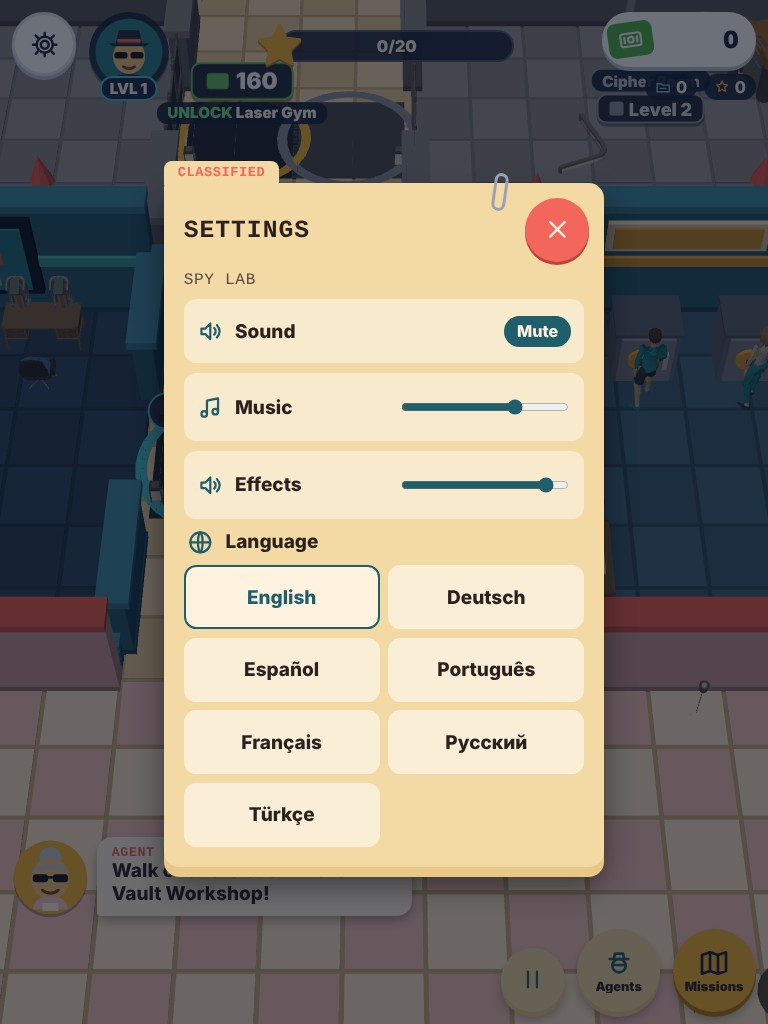 0/20
0
LVL 1
160
0
0
UNLOCK Laser Gym
Level 2
CLASSIFIED
SETTINGS
SPY LAB
Sound
Mute
Music
Effects
Language
English
Deutsch
Español
Português
Français
Русский
Türkçe
AGENT
Walk
Vault Workshop!
Agents
Missions